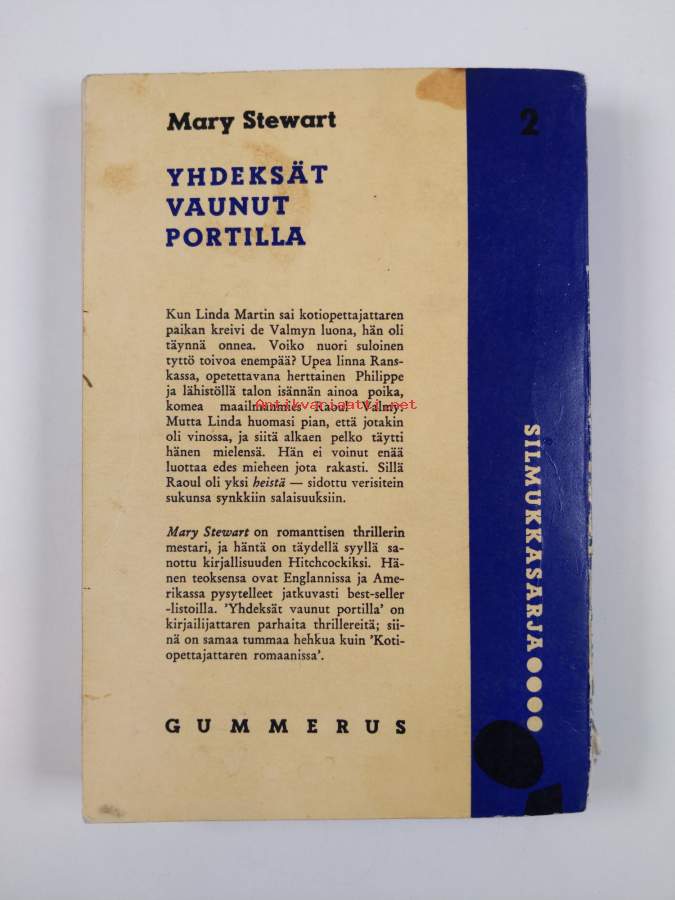 Mary Stewart
2
YHDEKSÄT
VAUNUT
PORTILLA
Kun Linda Martin sai kotiopettajattaren
paikan kreivi de Valmyn luona, hän oli
täynnä onnea. Voiko nuori suloinen
tyttö toivoa enempää? Upea linna Rans-
kassa, opetettavana herttainen Philippe
ja lähistöllä talon isännän ainoa poika,
komea maailmanmies Raoul Valmy.
Antikvariaatti.net
Mutta Linda huomasi pian, että jotakin
oli vinossa, ja siitä alkaen pelko täytti
hänen mielensä. Hän ei voinut enää
luottaa edes mieheen jota rakasti. Sillä
Raoul oli yksi heistä — sidottu verisitein
sukunsa synkkiin salaisuuksiin.
Mary Stewart on romanttisen thrillerin
mestari, ja häntä on täydellä syyllä sa-
nottu kirjallisuuden Hitchcockiksi. Hä-
nen teoksensa ovat Englannissa ja Ame-
rikassa pysytelleet jatkuvasti best-seller
-listoilla. 'Yhdeksät vaunut portilla' on
kirjailijattaren parhaita thrillereitä; sii-
nä on samaa tummaa hehkua kuin 'Koti-
opettajattaren romaanissa'.
GUMMERUS
SILMUKKASARJA